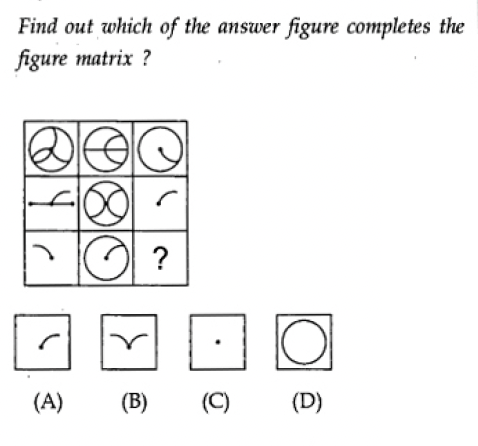 Find out which of the answer figure completes the
figure matrix ?
?
(A) (B) (C) (D)